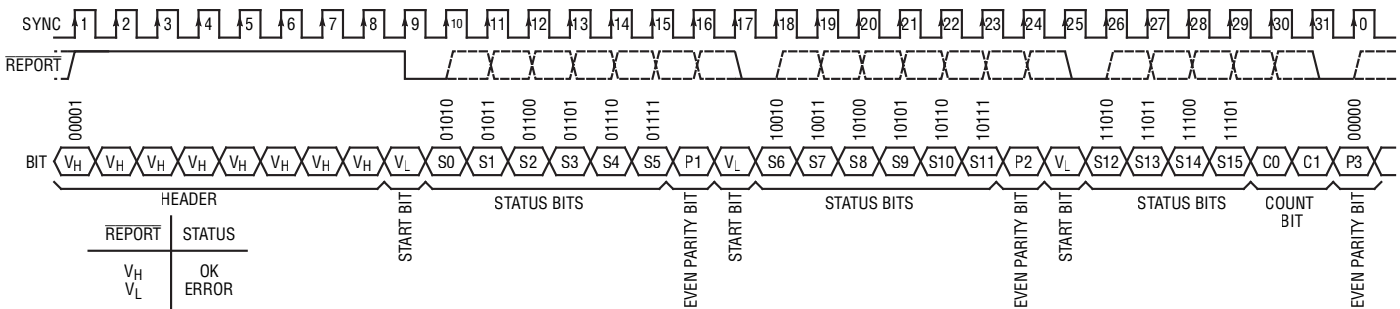 SYNC 1 2 3 4 5 6 7 8 9 10 11 12 13 14 15 16 17 18 19 20 21 22 23 24 25 26 27 28 29 30 31 0
REPORT
00001 01010 01011 01100 01101 01110 01111 10010 10011 10100 10101 10110 10111 11010 11011 11100 11101 00000
BIT VH VH VH VH VH VH VH VH VL S0 S1 S2 S3 S4 S5 P1 VL S6 S7 S8 S9 S10 S11 P2 VL S12 S13 S14 S15 C0 C1 P3
HEADER START BIT STATUS BITS EVEN PARITY BIT START BIT STATUS BITS EVEN PARITY BIT START BIT STATUS BITS COUNT BIT EVEN PARITY BIT
REPORT STATUS
VH OK
VL ERROR